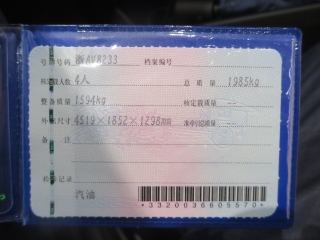 号牌号码 浙AV8233 档案编号
核定载人数 4人 总质量 1985kg
整备质量 1594kg 核定载质量 --
外廓尺寸 4519×1852×1298mm 准牵引总质量 --
备注
检验记录
汽油
*3320036605570*